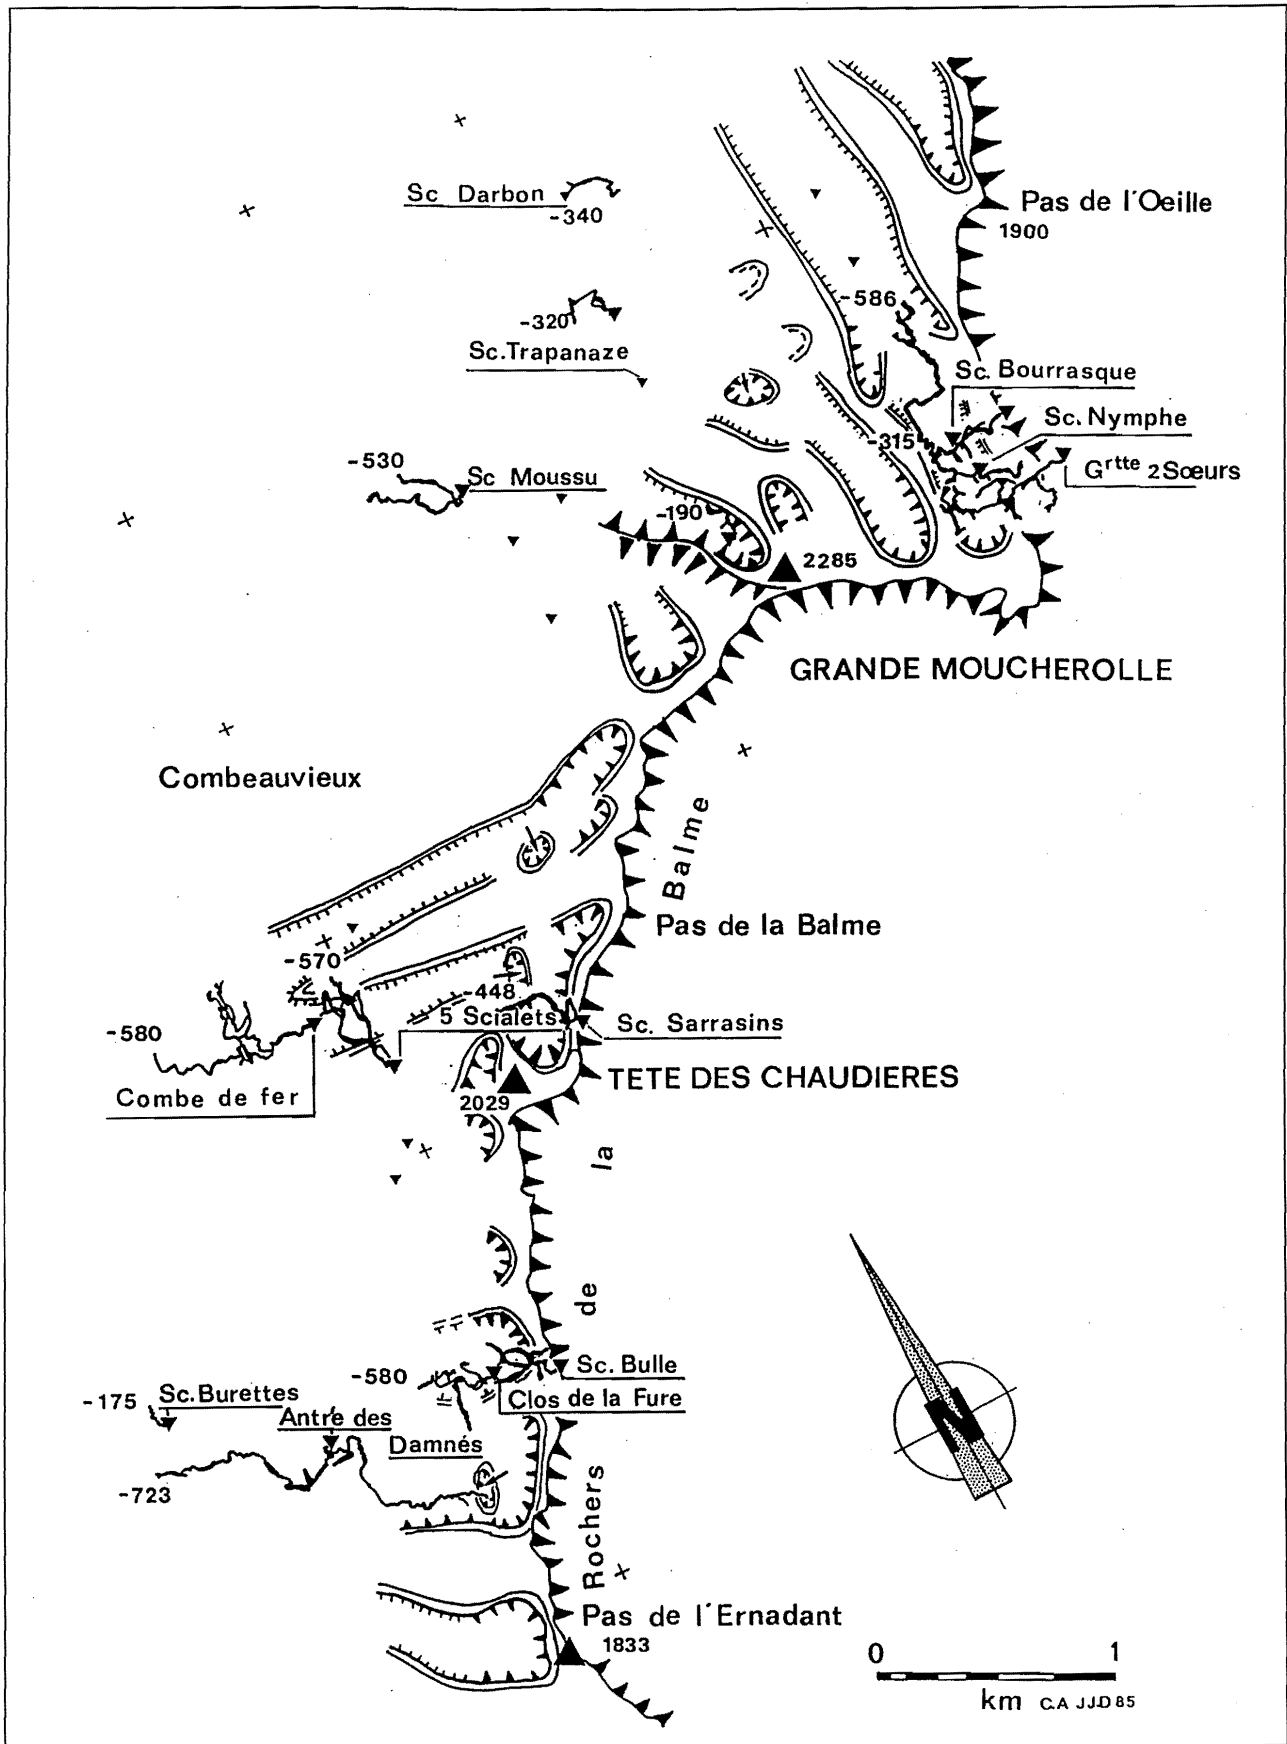 Sc Darbon
-340
Pas de l'Oeille
1900
-586
-320
Sc.Trapanaze
Sc. Bourrasque
Sc. Nymphe
-315
-530
Sc Moussu
Grtte 2Sœurs
-190
2285
GRANDE MOUCHEROLLE
Combeauvieux
Balme
Pas de la Balme
-570
-448
5 Scialets
Sc. Sarrasins
-580
Combe de fer
TETE DES CHAUDIERES
2029
la
de
-580
Sc. Bulle
-175
Sc.Burettes
Clos de la Fure
Antre des
Damnés
-723
Rochers
N
Pas de l'Ernadant
1833
0 1
km C.A J.J.D 85